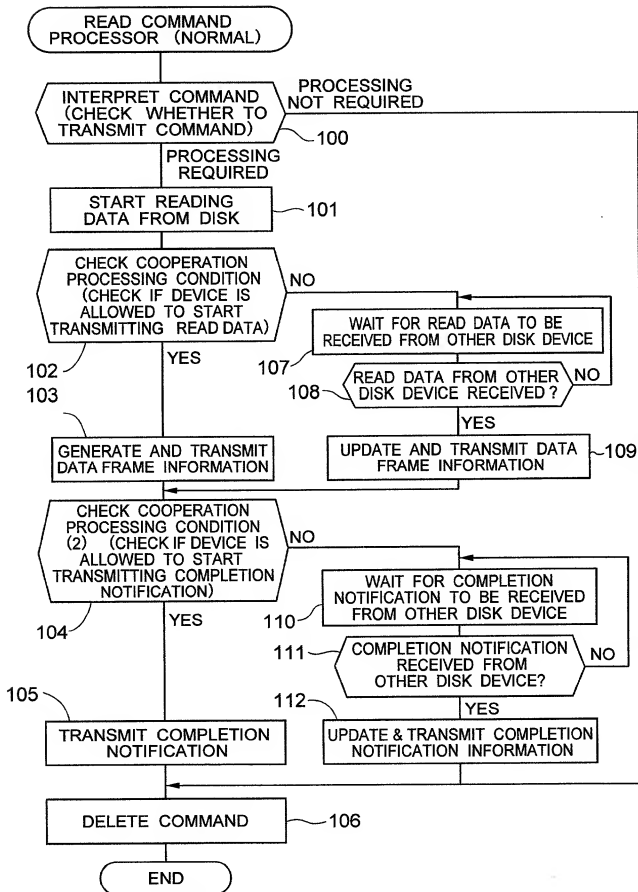 READ COMMAND
PROCESSOR (NORMAL)
INTERPRET COMMAND
(CHECK WHETHER TO
TRANSMIT COMMAND)
PROCESSING
NOT REQUIRED
100
PROCESSING
REQUIRED
START READING
DATA FROM DISK
101
CHECK COOPERATION
PROCESSING CONDITION
(CHECK IF DEVICE IS
ALLOWED TO START
TRANSMITTING READ DATA)
NO
102
YES
WAIT FOR READ DATA TO BE
RECEIVED FROM OTHER DISK DEVICE
107
READ DATA FROM OTHER
DISK DEVICE RECEIVED?
NO
108
YES
103
GENERATE AND TRANSMIT
DATA FRAME INFORMATION
UPDATE AND TRANSMIT DATA
FRAME INFORMATION
109
CHECK COOPERATION
PROCESSING CONDITION
(2) (CHECK IF DEVICE IS
ALLOWED TO START
TRANSMITTING COMPLETION
NOTIFICATION)
NO
104
YES
WAIT FOR COMPLETION
NOTIFICATION TO BE RECEIVED
FROM OTHER DISK DEVICE
110
111
COMPLETION NOTIFICATION
RECEIVED FROM
OTHER DISK DEVICE?
NO
YES
105
TRANSMIT COMPLETION
NOTIFICATION
112
UPDATE & TRANSMIT COMPLETION
NOTIFICATION INFORMATION
DELETE COMMAND
106
END